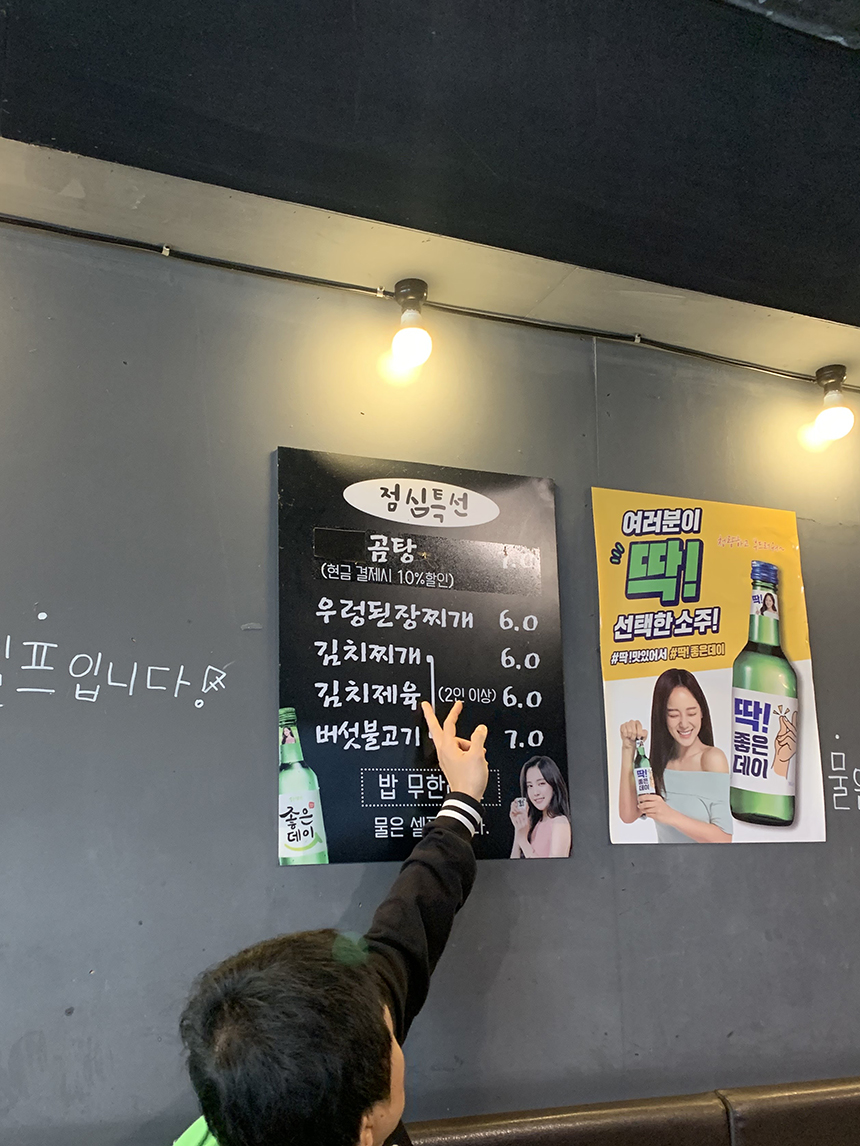 점심특선
곰탕
(현금 결제시 10%할인)
우렁된장찌개 6.0
김치찌개 6.0
김치제육 (2인 이상) 6.0
버섯불고기 7.0
밥 무한
물은
좋은
데이
여러분이
딱!
선택한 소주!
#딱!맛있어서 #딱!좋은데이
딱!
딱!
좋은
데이
프입니다!